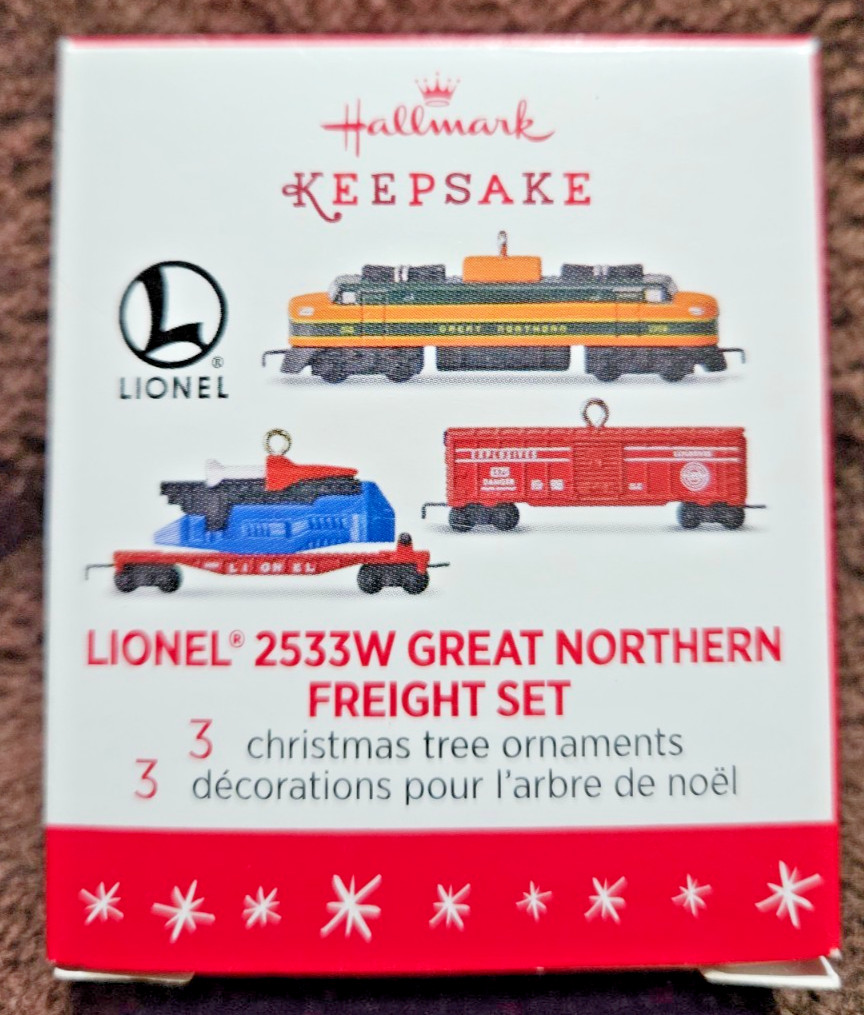 Hallmark
KEEPSAKE
L
®
LIONEL
GREAT NORTHERN
EXPLOSIVES
DANGER
LIONEL
LIONEL® 2533W GREAT NORTHERN
FREIGHT SET
3 christmas tree ornaments
3 décorations pour l'arbre de noël